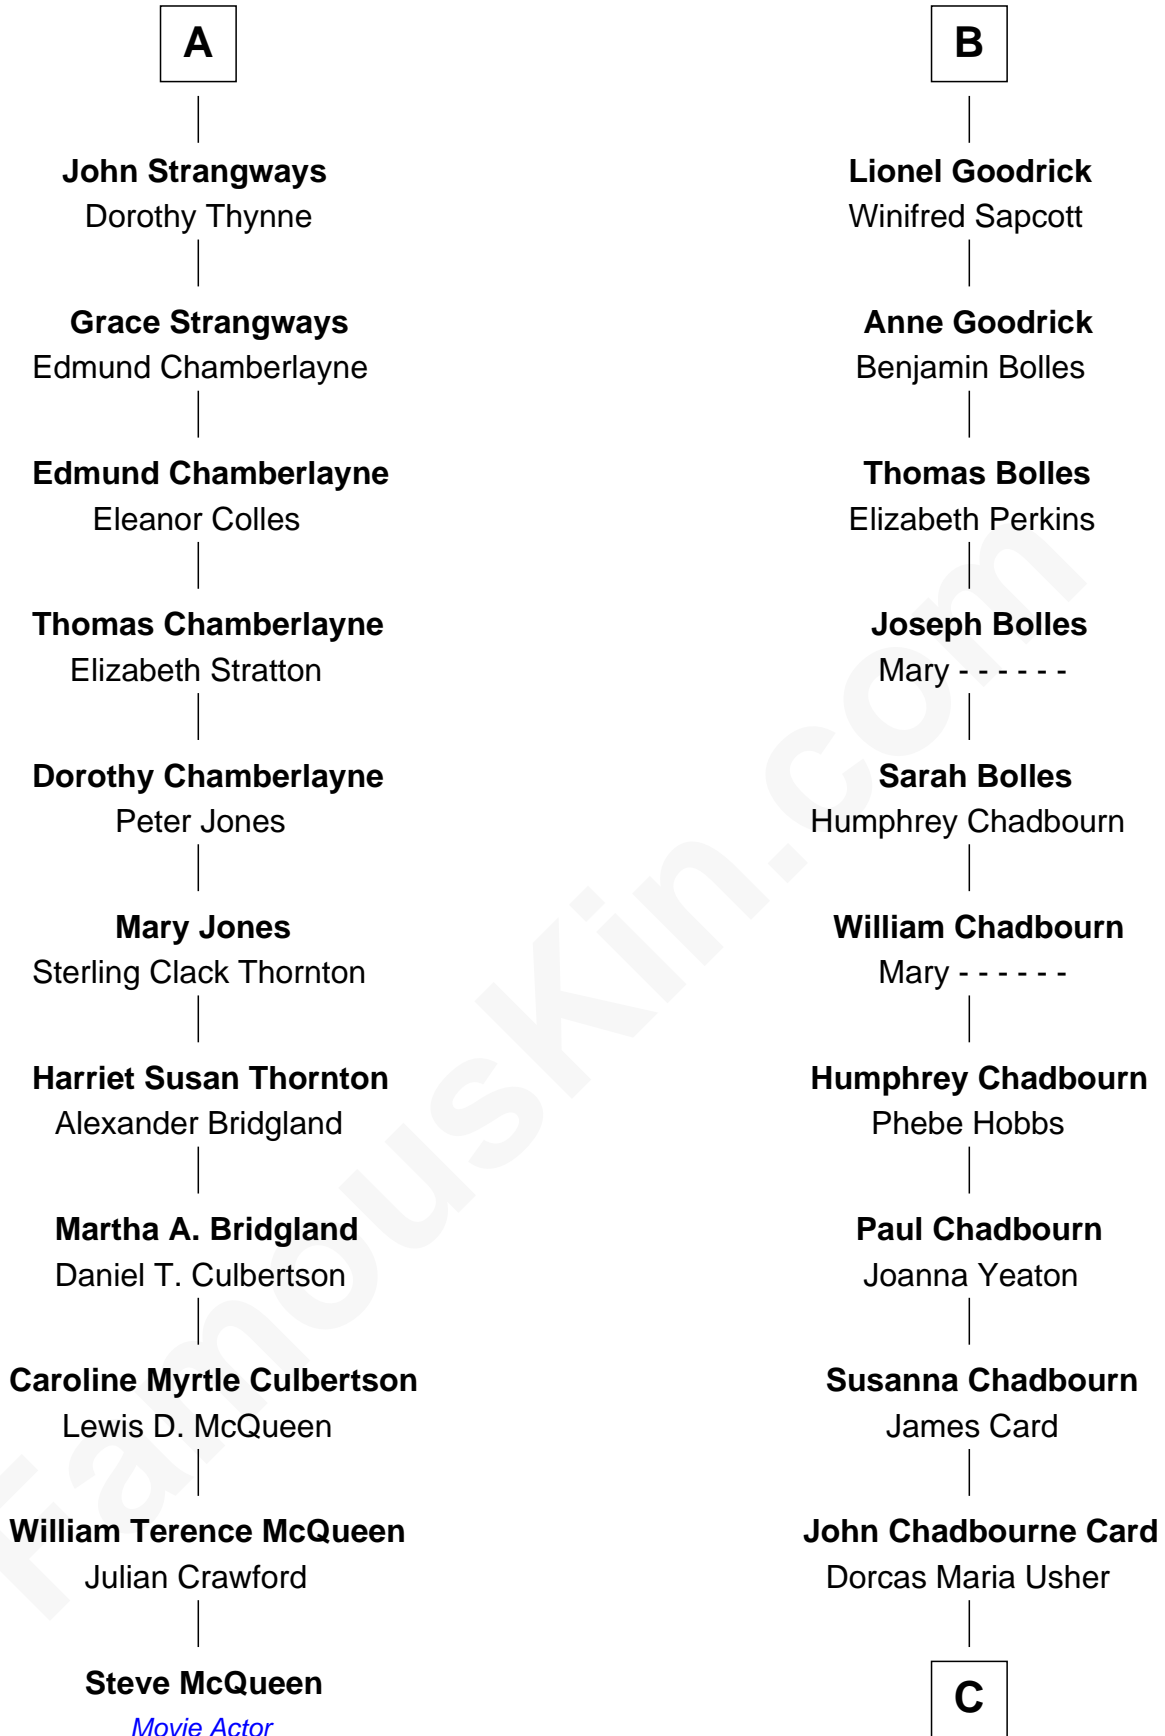 A
John Strangways
Dorothy Thynne
Grace Strangways
Edmund Chamberlayne
Edmund Chamberlayne
Eleanor Colles
Thomas Chamberlayne
Elizabeth Stratton
Dorothy Chamberlayne
Peter Jones
Mary Jones
Sterling Clack Thornton
Harriet Susan Thornton
Alexander Bridgland
Martha A. Bridgland
Daniel T. Culbertson
Caroline Myrtle Culbertson
Lewis D. McQueen
William Terence McQueen
Julian Crawford
Steve McQueen
Movie Actor
B
Lionel Goodrick
Winifred Sapcott
Anne Goodrick
Benjamin Bolles
Thomas Bolles
Elizabeth Perkins
Joseph Bolles
Mary - - - - - -
Sarah Bolles
Humphrey Chadbourn
William Chadbourn
Mary - - - - - -
Humphrey Chadbourn
Phebe Hobbs
Paul Chadbourn
Joanna Yeaton
Susanna Chadbourn
James Card
John Chadbourne Card
Dorcas Maria Usher
C
FamousKin.com